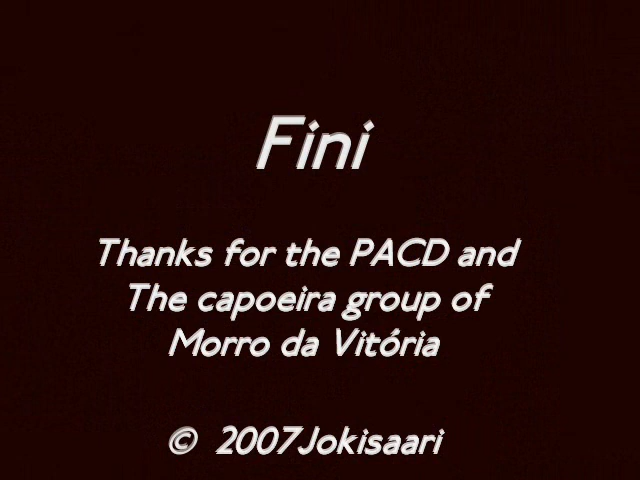 Fini
Thanks for the PACD and
The capoeira group of
Morro da Vitória
© 2007Jokisaari